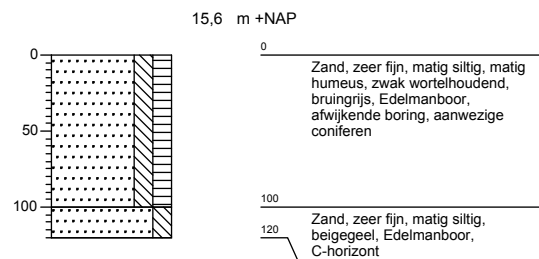 15,6 m +NAP
0
50
100
0
Zand, zeer fijn, matig siltig, matig
humeus, zwak wortelhoudend,
bruingrijs, Edelmanboor,
afwijkende boring, aanwezige
coniferen
100
Zand, zeer fijn, matig siltig,
beigegeel, Edelmanboor,
C-horizont
120